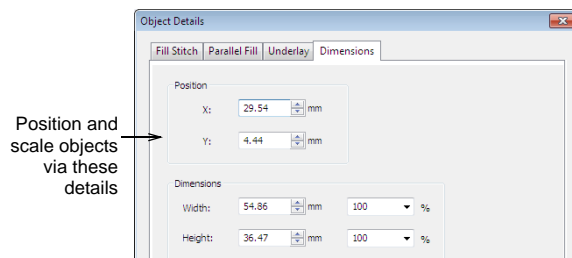 Object Details
Fill Stitch Parallel Fill Underlay Dimensions
Position
X: 29.54 mm
Y: 4.44 mm
Position and
scale objects
via these
details
Dimensions
Width: 54.86 mm 100 %
Height: 36.47 mm 100 %